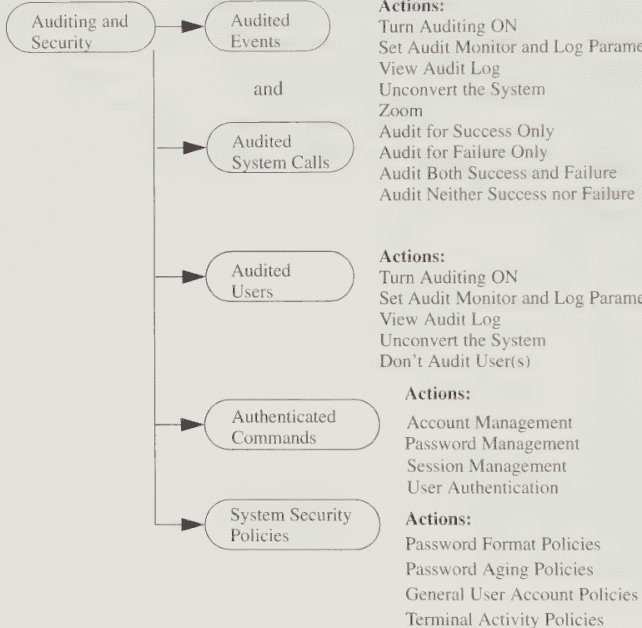 Auditing and
Security
Audited
Events
and
Audited
System Calls
Actions:
Turn Auditing ON
Set Audit Monitor and Log Parame
View Audit Log
Unconvert the System
Zoom
Audit for Success Only
Audit for Failure Only
Audit Both Success and Failure
Audit Neither Success nor Failure
Audited
Users
Actions:
Turn Auditing ON
Set Audit Monitor and Log Parame
View Audit Log
Unconvert the System
Don't Audit User(s)
Authenticated
Commands
Actions:
Account Management
Password Management
Session Management
User Authentication
System Security
Policies
Actions:
Password Format Policies
Password Aging Policies
General User Account Policies
Terminal Activity Policies